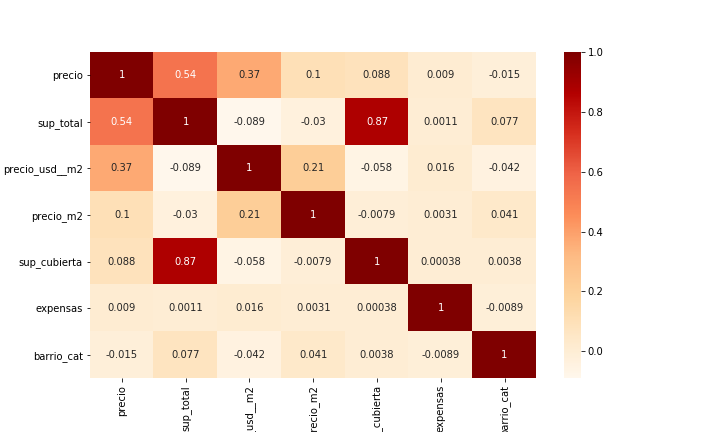 precio 1 0.54 0.37 0.1 0.088 0.009 -0.015
sup_total 0.54 1 -0.089 -0.03 0.87 0.0011 0.077
precio_usd__m2 0.37 -0.089 1 0.21 -0.058 0.016 -0.042
precio_m2 0.1 -0.03 0.21 1 -0.0079 0.0031 0.041
sup_cubierta 0.088 0.87 -0.058 -0.0079 1 0.00038 0.0038
expensas 0.009 0.0011 0.016 0.0031 0.00038 1 -0.0089
barrio_cat -0.015 0.077 -0.042 0.041 0.0038 -0.0089 1
precio
sup_total
_usd__m2
recio_m2
_cubierta
expensas
arrio_cat
1.0
0.8
0.6
0.4
0.2
0.0